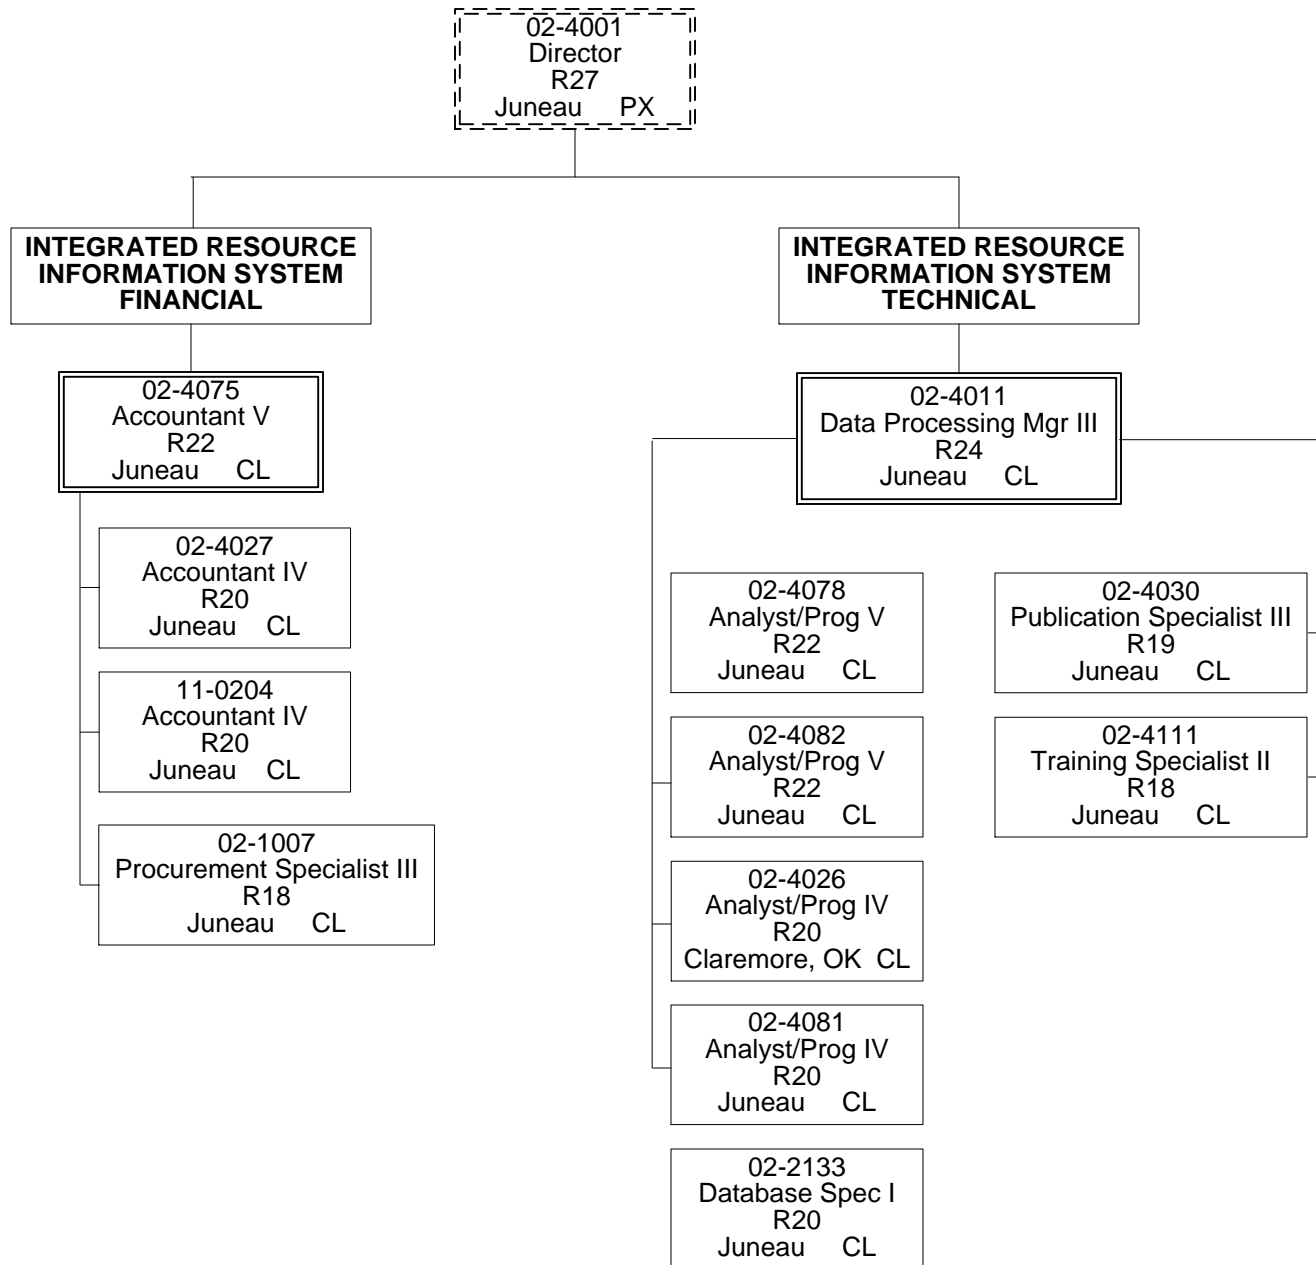 02-4001
Director
R27
Juneau PX
INTEGRATED RESOURCE
INFORMATION SYSTEM
FINANCIAL
02-4075
Accountant V
R22
Juneau CL
02-4027
Accountant IV
R20
Juneau CL
11-0204
Accountant IV
R20
Juneau CL
02-1007
Procurement Specialist III
R18
Juneau CL
INTEGRATED RESOURCE
INFORMATION SYSTEM
TECHNICAL
02-4011
Data Processing Mgr III
R24
Juneau CL
02-4078
Analyst/Prog V
R22
Juneau CL
02-4082
Analyst/Prog V
R22
Juneau CL
02-4026
Analyst/Prog IV
R20
Claremore, OK CL
02-4081
Analyst/Prog IV
R20
Juneau CL
02-2133
Database Spec I
R20
Juneau CL
02-4030
Publication Specialist III
R19
Juneau CL
02-4111
Training Specialist II
R18
Juneau CL